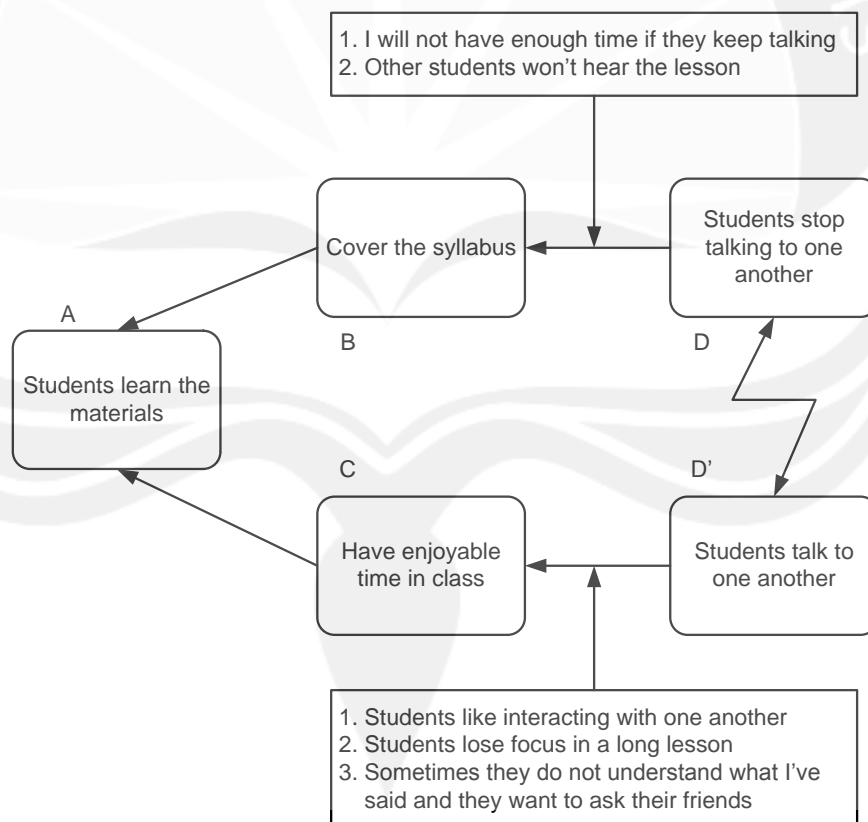 1. I will not have enough time if they keep talking
2. Other students won't hear the lesson
Cover the syllabus
B
Students stop
talking to one
another
D
A
Students learn the
materials
C
Have enjoyable
time in class
D'
Students talk to
one another
1. Students like interacting with one another
2. Students lose focus in a long lesson
3. Sometimes they do not understand what I've
said and they want to ask their friends